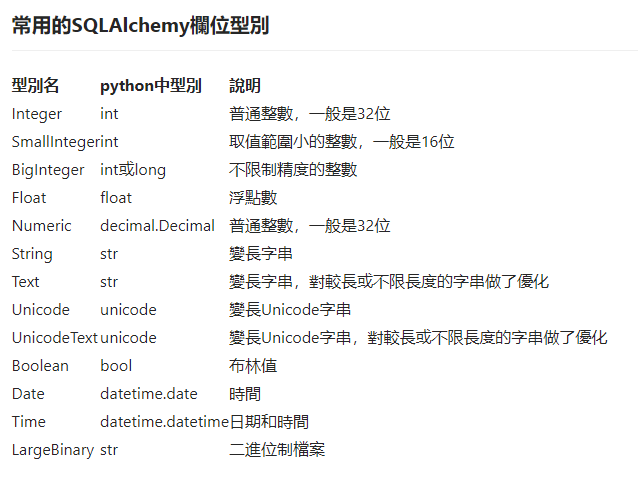 常用的SQLAlchemy欄位型別
型別名 python中型別 說明
Integer int 普通整數，一般是32位
SmallInteger int 取值範圍小的整數，一般是16位
BigInteger int或long 不限制精度的整數
Float float 浮點數
Numeric decimal.Decimal 普通整數，一般是32位
String str 變長字串
Text str 變長字串，對較長或不限長度的字串做了優化
Unicode unicode 變長Unicode字串
UnicodeText unicode 變長Unicode字串，對較長或不限長度的字串做了優化
Boolean bool 布林值
Date datetime.date 時間
Time datetime.datetime 日期和時間
LargeBinary str 二進位制檔案